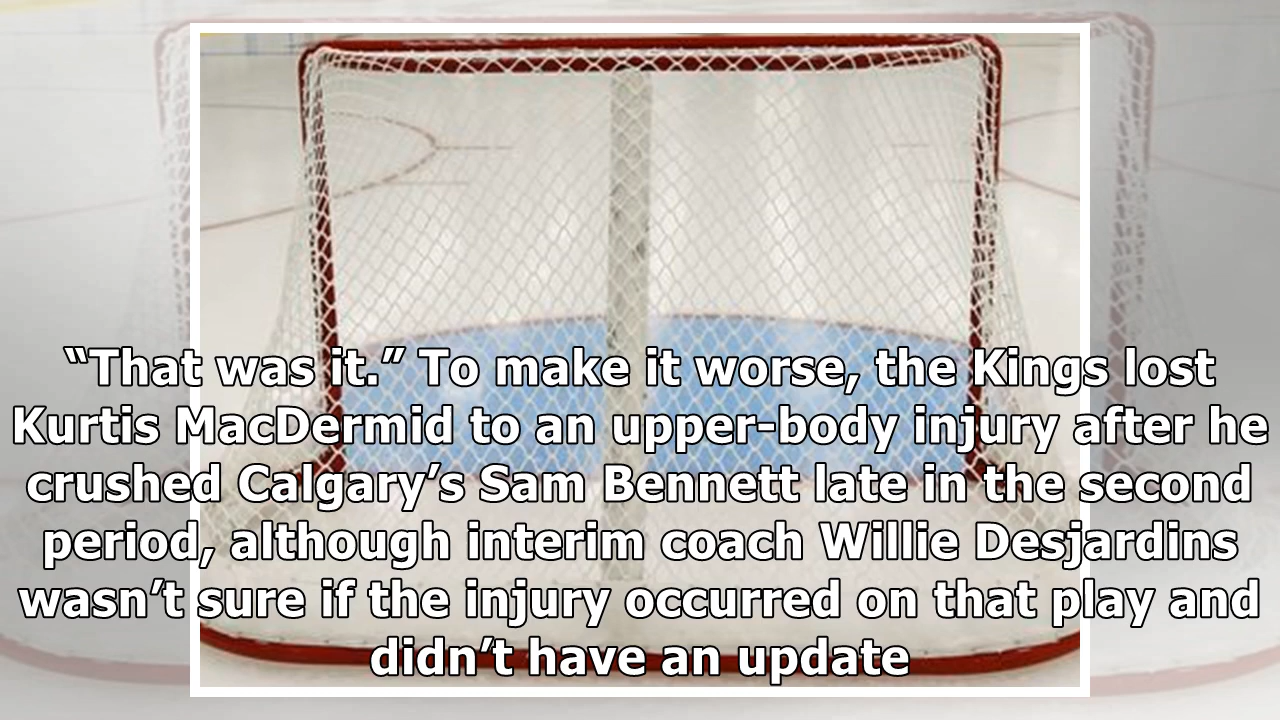 “That was it.” To make it worse, the Kings lost
Kurtis MacDermid to an upper-body injury after he
crushed Calgary’s Sam Bennett late in the second
period, although interim coach Willie Desjardins
wasn’t sure if the injury occurred on that play and
didn’t have an update